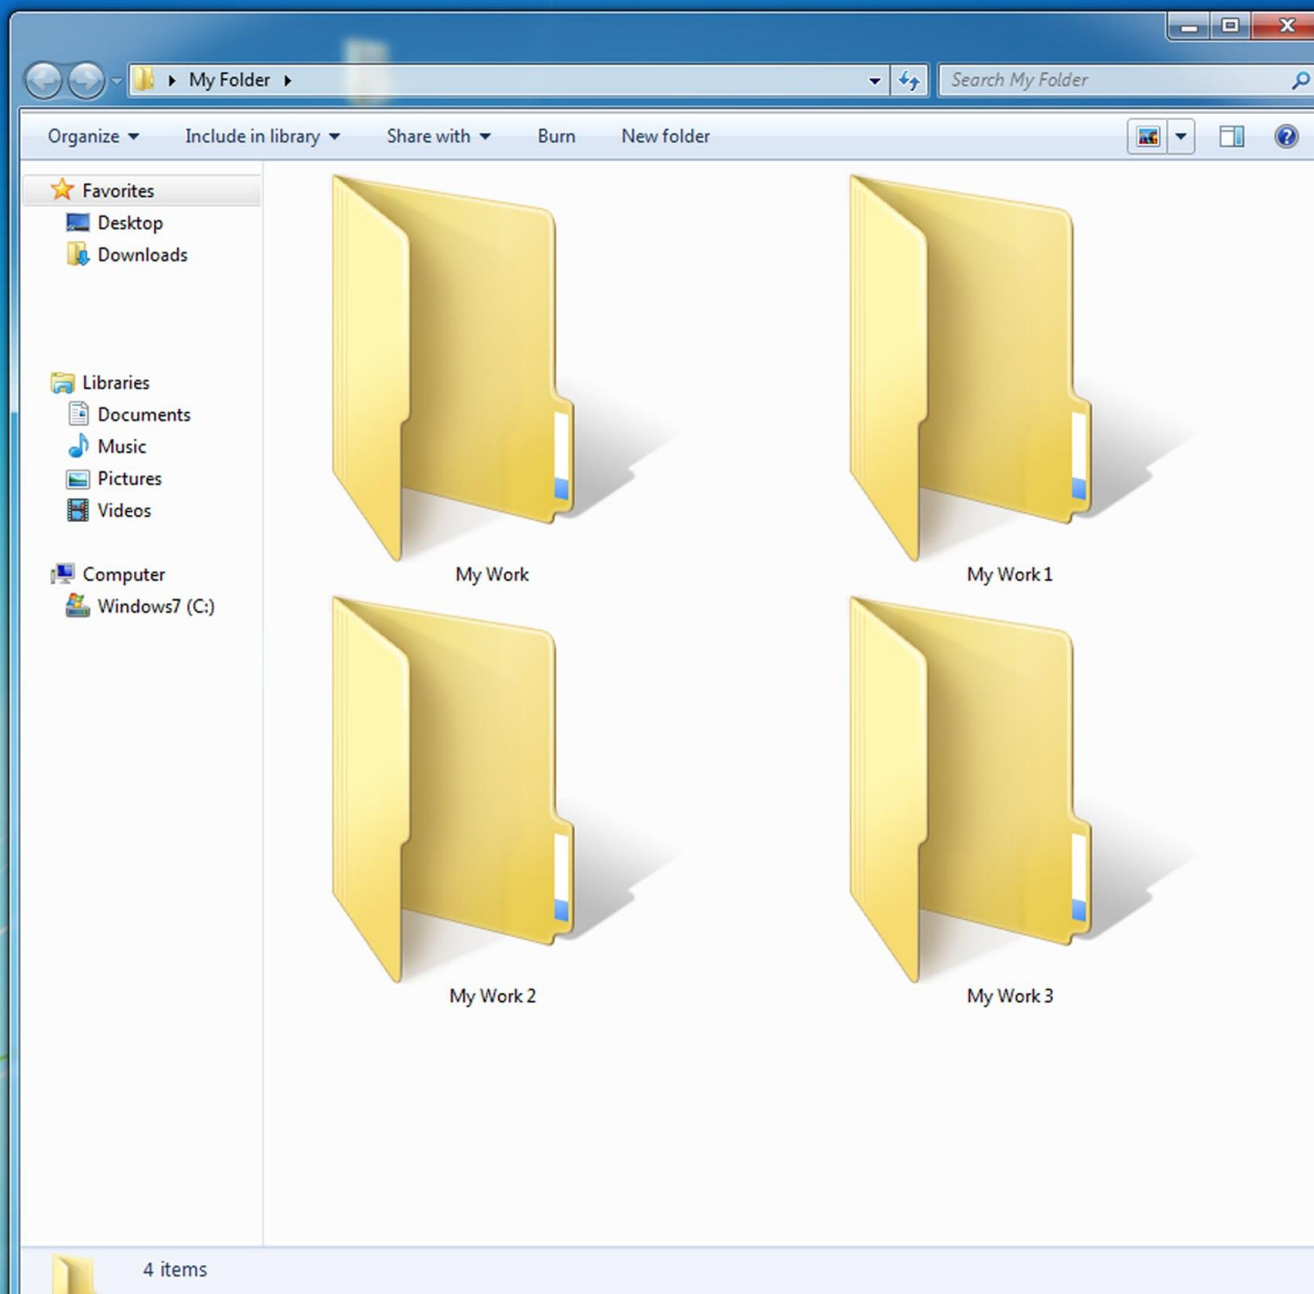 My Folder
Search My Folder
Organize Include in library Share with Burn New folder
Favorites
Desktop
Downloads
Libraries
Documents
Music
Pictures
Videos
Computer
Windows7 (C:)
My Work My Work 1
My Work 2 My Work 3
4 items